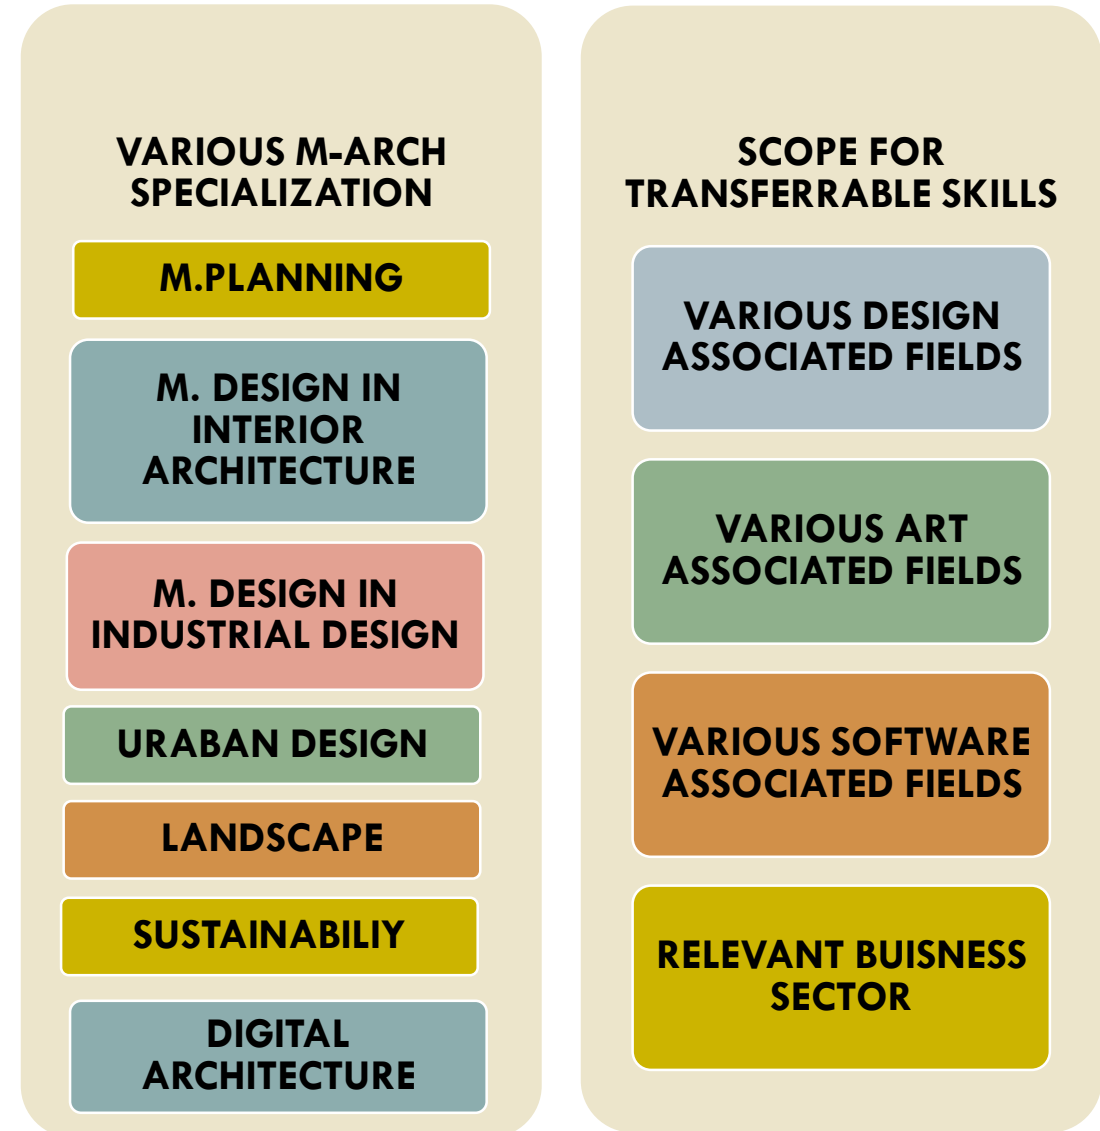 VARIOUS M-ARCH
SPECIALIZATION
M.PLANNING
M. DESIGN IN
INTERIOR
ARCHITECTURE
M. DESIGN IN
INDUSTRIAL DESIGN
URABAN DESIGN
LANDSCAPE
SUSTAINABILIY
DIGITAL
ARCHITECTURE
SCOPE FOR
TRANSFERRABLE SKILLS
VARIOUS DESIGN
ASSOCIATED FIELDS
VARIOUS ART
ASSOCIATED FIELDS
VARIOUS SOFTWARE
ASSOCIATED FIELDS
RELEVANT BUISNESS
SECTOR